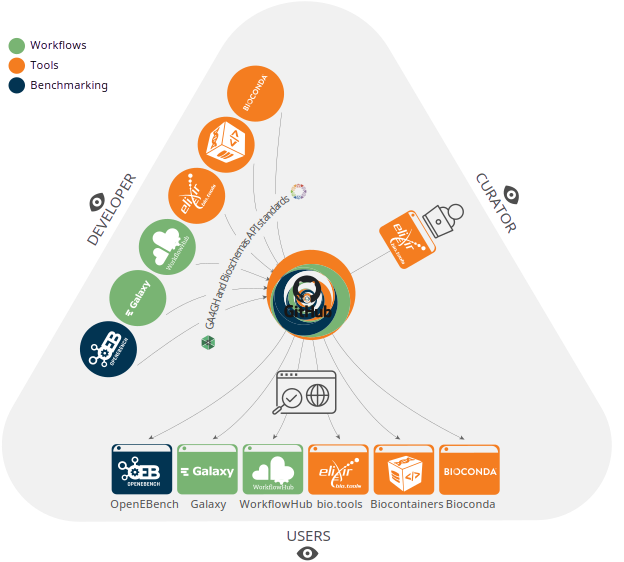 Workflows
Tools
Benchmarking
BIOCONDA
elixir
bio.tools
WorkflowHub
Galaxy
OEB
OPENEBENCH
DEVELOPER
GA4GH and Bioschemas API standards
GitHub
CURATOR
elixir
bio.tools
OEB
OPENEBENCH
Galaxy
WorkflowHub
elixir
bio.tools
BIOCONDA
OpenEBench
Galaxy
WorkflowHub
bio.tools
Biocontainers
Bioconda
USERS